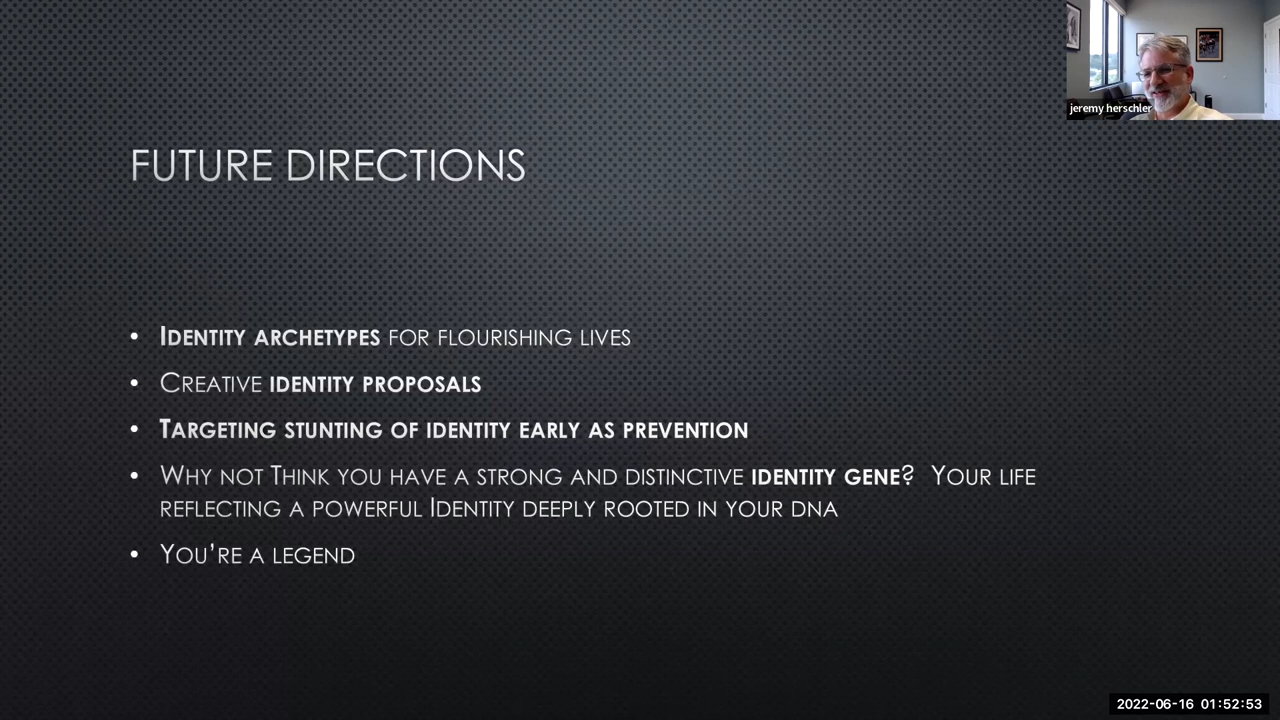 jeremy herschler
FUTURE DIRECTIONS
• IDENTITY ARCHETYPES FOR FLOURISHING LIVES
• CREATIVE IDENTITY PROPOSALS
• TARGETING STUNTING OF IDENTITY EARLY AS PREVENTION
• WHY NOT THINK YOU HAVE A STRONG AND DISTINCTIVE IDENTITY GENE? YOUR LIFE
REFLECTING A POWERFUL IDENTITY DEEPLY ROOTED IN YOUR DNA
• YOU'RE A LEGEND
2022-06-16 01:52:53